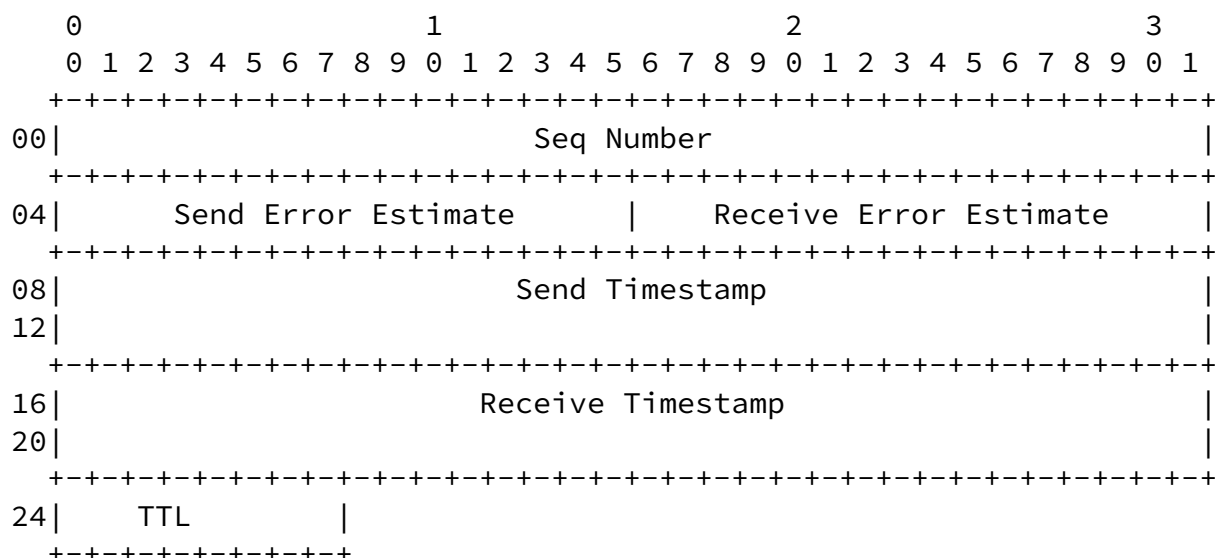 0                   1                   2                   3
    0 1 2 3 4 5 6 7 8 9 0 1 2 3 4 5 6 7 8 9 0 1 2 3 4 5 6 7 8 9 0 1
   +-+-+-+-+-+-+-+-+-+-+-+-+-+-+-+-+-+-+-+-+-+-+-+-+-+-+-+-+-+-+-+-+
 00|                          Seq Number                           |
   +-+-+-+-+-+-+-+-+-+-+-+-+-+-+-+-+-+-+-+-+-+-+-+-+-+-+-+-+-+-+-+-+
 04|      Send Error Estimate      |    Receive Error Estimate     |
   +-+-+-+-+-+-+-+-+-+-+-+-+-+-+-+-+-+-+-+-+-+-+-+-+-+-+-+-+-+-+-+-+
 08|                         Send Timestamp                        |
 12|                                                               |
   +-+-+-+-+-+-+-+-+-+-+-+-+-+-+-+-+-+-+-+-+-+-+-+-+-+-+-+-+-+-+-+-+
 16|                       Receive Timestamp                       |
 20|                                                               |
   +-+-+-+-+-+-+-+-+-+-+-+-+-+-+-+-+-+-+-+-+-+-+-+-+-+-+-+-+-+-+-+-+
 24|    TTL        |
   +-+-+-+-+-+-+-+-+